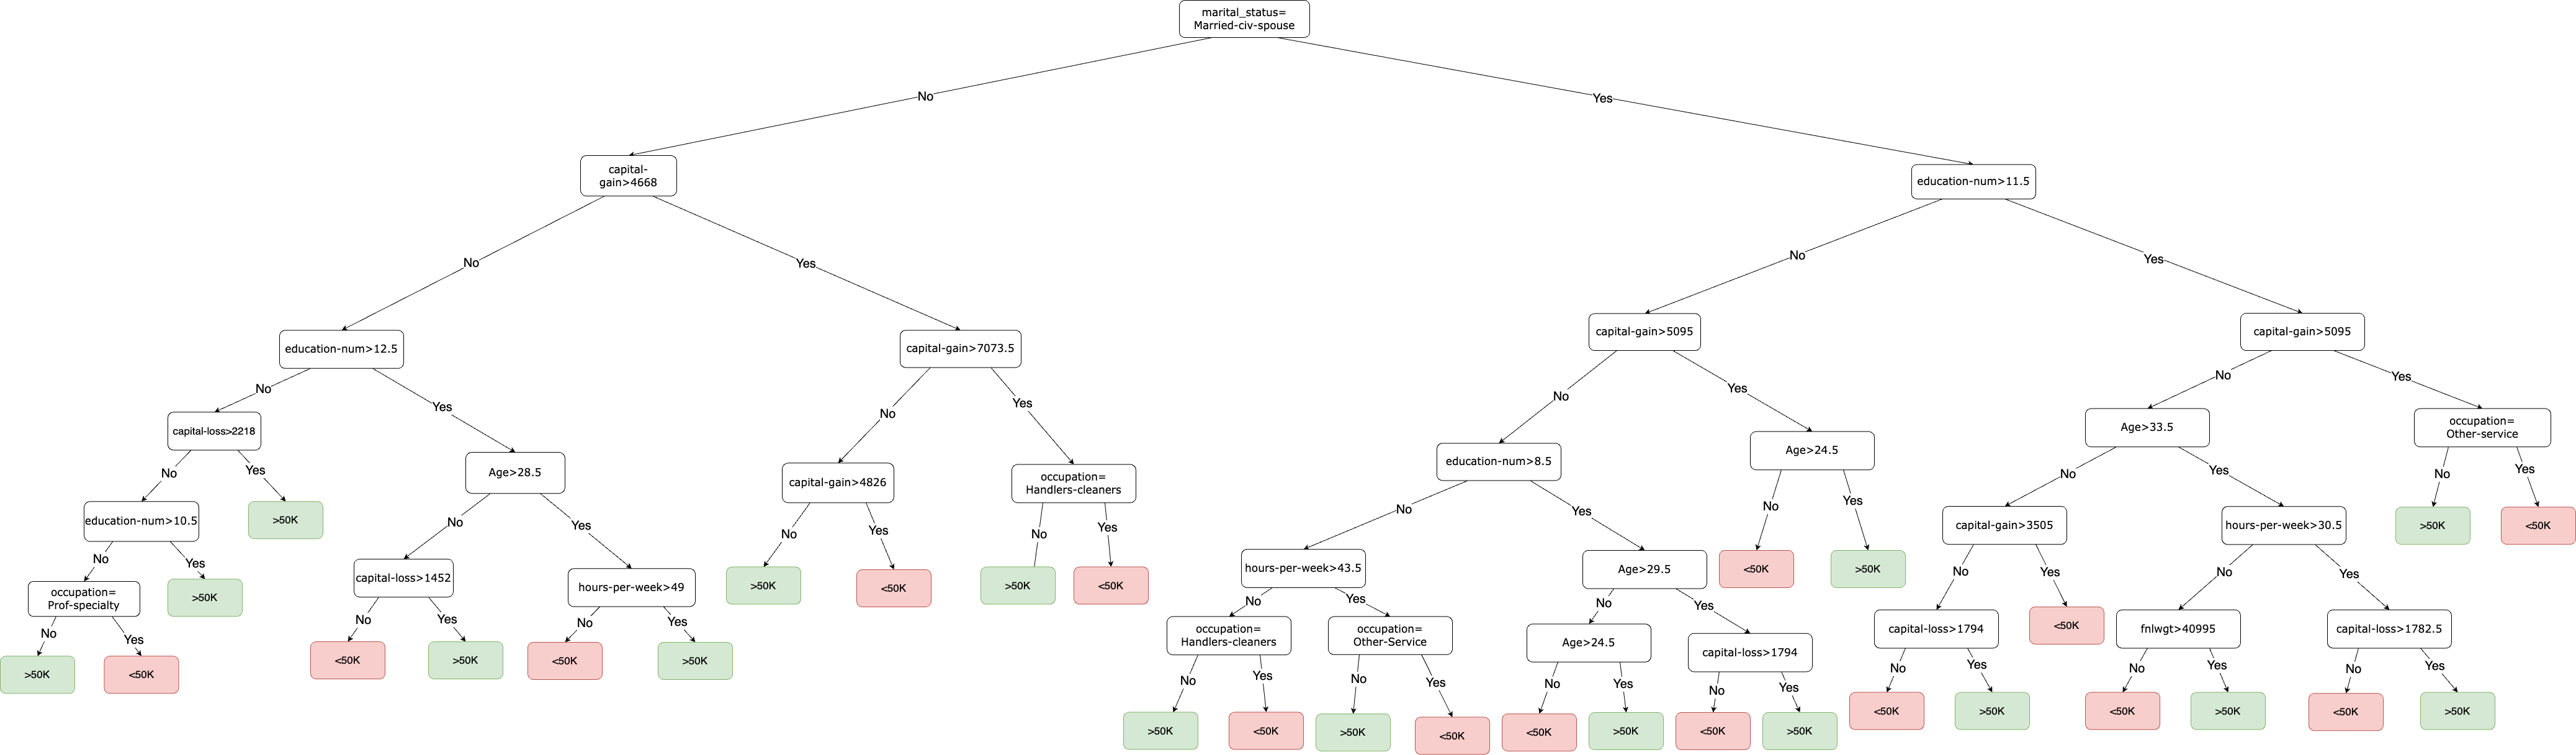 marital_status=
Married-civ-spouse
No
Yes
capital-
gain>4668
education-num>11.5
No
Yes
No
Yes
education-num>12.5
capital-gain>7073.5
capital-gain>5095
capital-gain>5095
No
Yes
No
Yes
No
Yes
No
Yes
capital-loss>2218
Age>28.5
capital-gain>4826
occupation=
Handlers-cleaners
education-num>8.5
Age>24.5
Age>33.5
occupation=
Other-service
No
Yes
No
Yes
No
Yes
No
Yes
No
Yes
No
Yes
No
Yes
No
Yes
education-num>10.5
>50K
capital-loss>1452
hours-per-week>49
>50K
<50K
>50K
<50K
hours-per-week>43.5
Age>29.5
<50K
>50K
capital-gain>3505
hours-per-week>30.5
>50K
<50K
No
Yes
No
Yes
No
Yes
No
Yes
No
Yes
No
Yes
No
Yes
occupation=
Prof-specialty
>50K
<50K
>50K
<50K
>50K
occupation=
Handlers-cleaners
occupation=
Other-Service
Age>24.5
capital-loss>1794
capital-loss>1794
<50K
fnlwgt>40995
capital-loss>1782.5
No
Yes
No
Yes
No
Yes
No
Yes
No
Yes
No
Yes
No
Yes
No
Yes
>50K
<50K
>50K
<50K
>50K
<50K
<50K
>50K
<50K
>50K
<50K
>50K
<50K
>50K
<50K
>50K